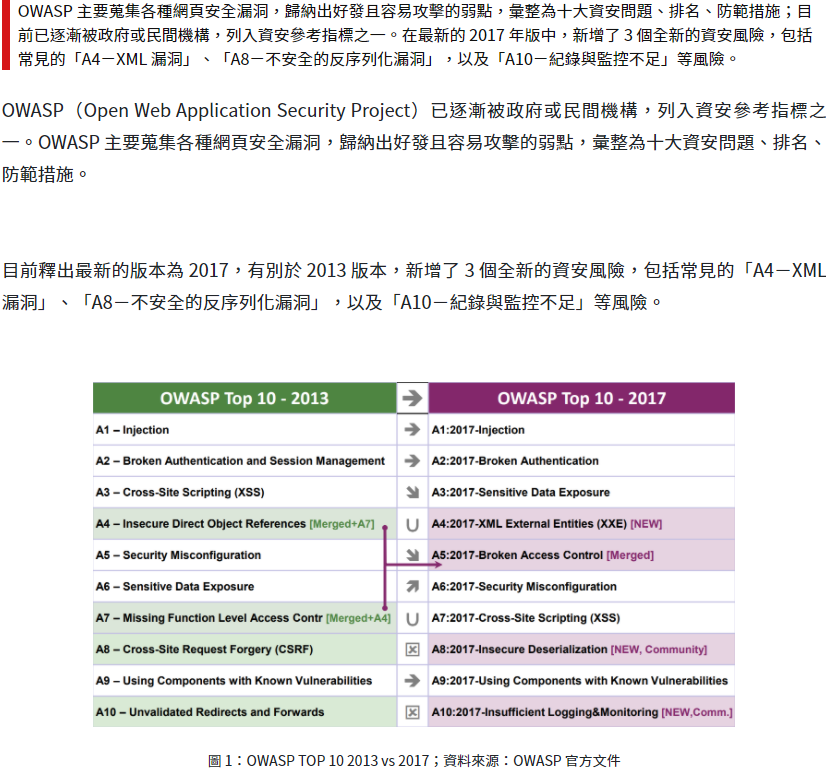 OWASP 主要蒐集各種網頁安全漏洞，歸納出好發且容易攻擊的弱點，彙整為十大資安問題、排名、防範措施；目
前已逐漸被政府或民間機構，列入資安參考指標之一。在最新的 2017 年版中，新增了 3 個全新的資安風險，包括
常見的「A4－XML 漏洞」、「A8－不安全的反序列化漏洞」，以及「A10－紀錄與監控不足」等風險。
OWASP（Open Web Application Security Project）已逐漸被政府或民間機構，列入資安參考指標之
一。OWASP 主要蒐集各種網頁安全漏洞，歸納出好發且容易攻擊的弱點，彙整為十大資安問題、排名、
防範措施。
目前釋出最新的版本為 2017，有別於 2013 版本，新增了 3 個全新的資安風險，包括常見的「A4－XML
漏洞」、「A8－不安全的反序列化漏洞」，以及「A10－紀錄與監控不足」等風險。
OWASP Top 10 - 2013 OWASP Top 10 - 2017
A1 – Injection A1:2017-Injection
A2 – Broken Authentication and Session Management A2:2017-Broken Authentication
A3 – Cross-Site Scripting (XSS) A3:2017-Sensitive Data Exposure
A4 – Insecure Direct Object References [Merged+A7] A4:2017-XML External Entities (XXE) [NEW]
A5 – Security Misconfiguration A5:2017-Broken Access Control [Merged]
A6 – Sensitive Data Exposure A6:2017-Security Misconfiguration
A7 – Missing Function Level Access Contr [Merged+A4] A7:2017-Cross-Site Scripting (XSS)
A8 – Cross-Site Request Forgery (CSRF) A8:2017-Insecure Deserialization [NEW, Community]
A9 – Using Components with Known Vulnerabilities A9:2017-Using Components with Known Vulnerabilities
A10 – Unvalidated Redirects and Forwards A10:2017-Insufficient Logging&Monitoring [NEW,Comm.]
圖 1：OWASP TOP 10 2013 vs 2017；資料來源：OWASP 官方文件